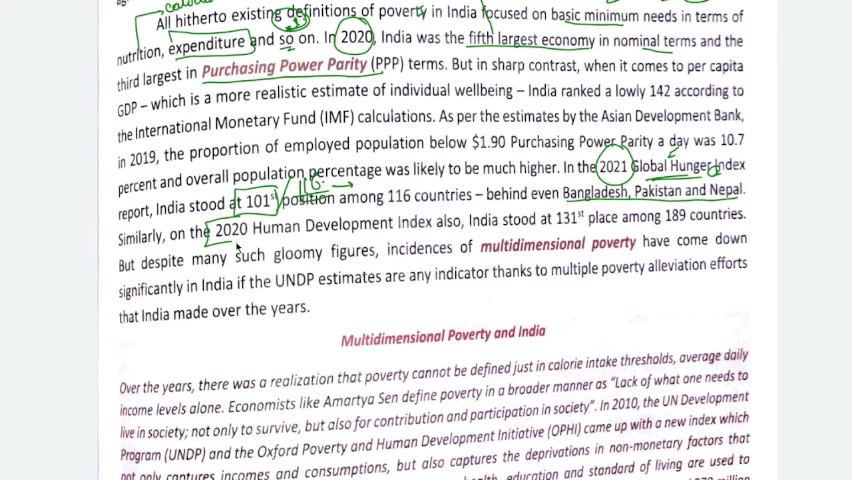 All hitherto existing definitions of poverty in India focused on basic minimum needs in terms of
nutrition, expenditure and so on. In 2020, India was the fifth largest economy in nominal terms and the
third largest in Purchasing Power Parity (PPP) terms. But in sharp contrast, when it comes to per capita
GDP – which is a more realistic estimate of individual wellbeing – India ranked a lowly 142 according to
the International Monetary Fund (IMF) calculations. As per the estimates by the Asian Development Bank,
in 2019, the proportion of employed population below $1.90 Purchasing Power Parity a day was 10.7
percent and overall population percentage was likely to be much higher. In the 2021 Global Hunger Index
116
report, India stood at 101st position among 116 countries – behind even Bangladesh, Pakistan and Nepal.
Similarly, on the 2020 Human Development Index also, India stood at 131st place among 189 countries.
But despite many such gloomy figures, incidences of multidimensional poverty have come down
significantly in India if the UNDP estimates are any indicator thanks to multiple poverty alleviation efforts
that India made over the years.
Multidimensional Poverty and India
Over the years, there was a realization that poverty cannot be defined just in calorie intake thresholds, average daily
income levels alone. Economists like Amartya Sen define poverty in a broader manner as "Lack of what one needs to
live in society; not only to survive, but also for contribution and participation in society". In 2010, the UN Development
Program (UNDP) and the Oxford Poverty and Human Development Initiative (OPHI) came up with a new index which
not only captures incomes and consumptions, but also captures the deprivations in non-monetary factors that
education and standard of living are used to